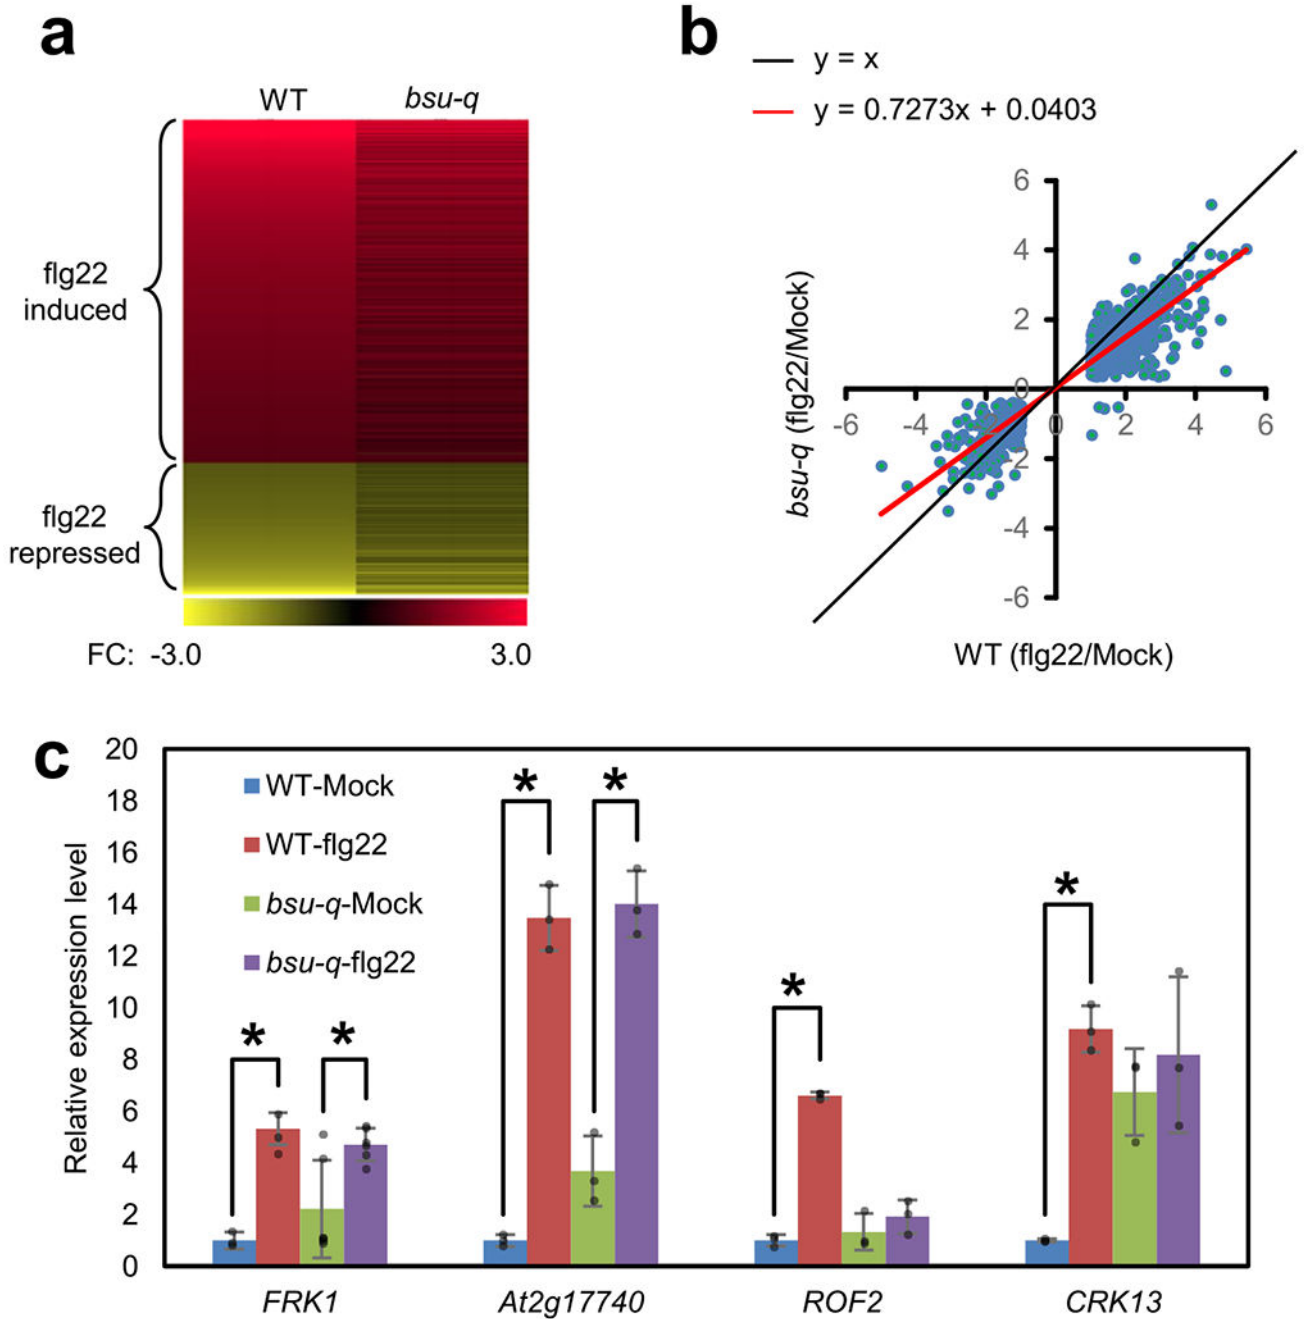 a
WT
bsu-q
flg22
induced
flg22
repressed
FC: -3.0
3.0
b
y = x
y = 0.7273x + 0.0403
6
4
2
0
-2
-4
-6
-6
-4
-2
0
2
4
6
bsu-q (flg22/Mock)
WT (flg22/Mock)
c
20
18
16
14
12
10
8
6
4
2
0
Relative expression level
WT-Mock
WT-flg22
bsu-q-Mock
bsu-q-flg22
*
*
*
*
*
*
FRK1
At2g17740
ROF2
CRK13